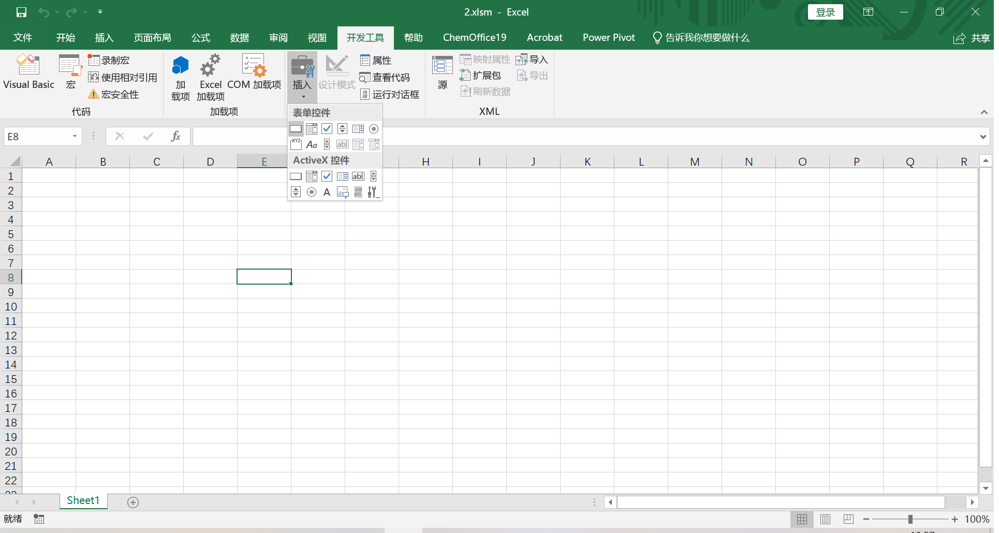 2.xlsm - Excel
登录
文件 开始 插入 页面布局 公式 数据 审阅 视图 开发工具 帮助 ChemOffice19 Acrobat Power Pivot 告诉我你想要做什么 共享
Visual Basic
宏
录制宏
使用相对引用
宏安全性
代码
加
载项
Excel
加载项
COM 加载项
加载项
插入
设计模式
属性
查看代码
运行对话框
源
映射属性
扩展包
刷新数据
导入
导出
XML
表单控件
XYZ Aa ab|
ActiveX 控件
ab|
A
E8
fx
A B C D E H I J K L M N O P Q R
1
2
3
4
5
6
7
8
9
10
11
12
13
14
15
16
17
18
19
20
21
22
Sheet1
就绪
100%